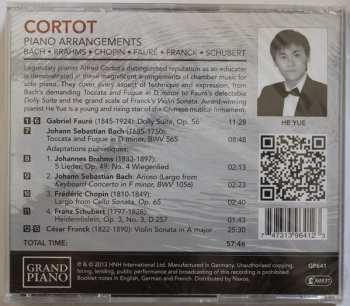 CORTOT
PIANO ARRANGEMENTS
BACH • BRAHMS • CHOPIN • FAURÉ • FRANCK • SCHUBERT
Legendary pianist Alfred Cortot's distinguished reputation as an educator
is demonstrated in these magnificent arrangements of chamber music for
solo piano. They cover every aspect of technique and expression, from
Bach's demanding Toccata and Fugue in D minor to Fauré's delectable
Dolly Suite and the grand scale of Franck's Violin Sonata. Award-winning
pianist He Yue is a young and rising star of the Chinese musical firmament.
HE YUE
1 - 6 Gabriel Fauré (1845-1924): Dolly Suite, Op. 56 11:28
7 Johann Sebastian Bach (1685-1750):
Toccata and Fugue in D minor, BWV 565 08:48
Adaptations pianistiques:
8 1. Johannes Brahms (1833-1897):
5 Lieder, Op. 49: No. 4 Wiegenlied 02:13
9 2. Johann Sebastian Bach: Arioso (Largo from
Keyboard Concerto in F minor, BWV 1056) 02:23
10 3. Frédéric Chopin (1810-1849):
Largo from Cello Sonata, Op. 65
11 4. Franz Schubert (1797-1828):
Heidenröslein, Op. 3, No. 3, D 257
12 - 15 César Franck (1822-1890): Violin Sonata in A major
TOTAL TIME: 57:46
7 47313 96412
GRAND
PIANO
℗ & © 2013 HNH International Ltd. Manufactured in Germany. Unauthorised copying,
hiring, lending, public performance and broadcasting of this recording is prohibited
Booklet notes in English, German and French. Distributed by Naxos.
GP641